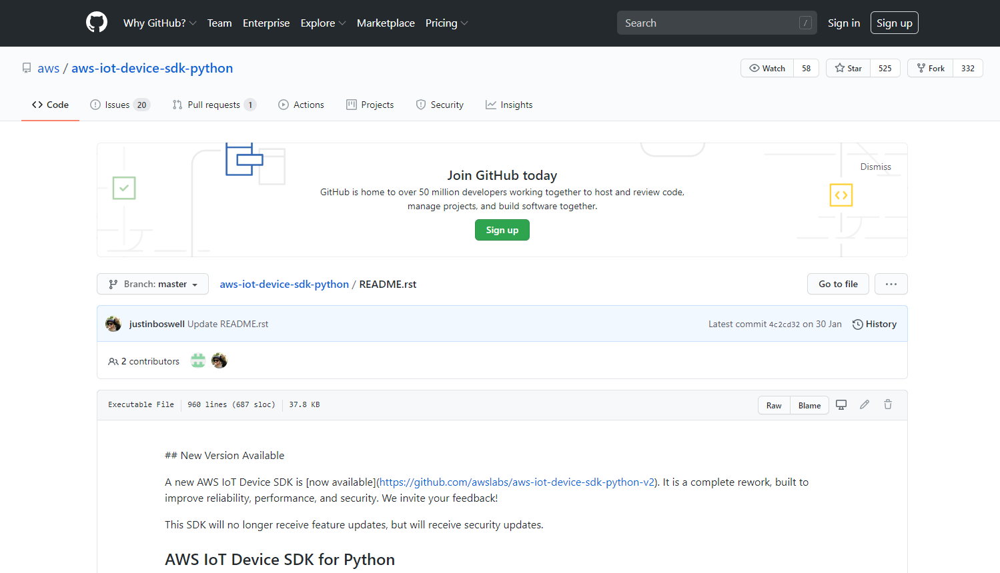 Why GitHub? Team Enterprise Explore Marketplace Pricing Search / Sign in Sign up
aws / aws-iot-device-sdk-python Watch 58 Star 525 Fork 332
Code Issues 20 Pull requests 1 Actions Projects Security Insights
Dismiss
Join GitHub today
GitHub is home to over 50 million developers working together to host and review code,
manage projects, and build software together.
Sign up
Branch: master aws-iot-device-sdk-python / README.rst Go to file ...
justinboswell Update README.rst Latest commit 4c2cd32 on 30 Jan History
2 contributors
Executable File 960 lines (687 sloc) 37.8 KB Raw Blame
## New Version Available
A new AWS IoT Device SDK is [now available](https://github.com/awslabs/aws-iot-device-sdk-python-v2). It is a complete rework, built to
improve reliability, performance, and security. We invite your feedback!
This SDK will no longer receive feature updates, but will receive security updates.
AWS IoT Device SDK for Python